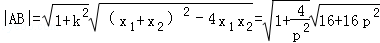 |AB|=√(1+k²)√((x₁+x₂)²-4x₁x₂)=√(1+4/p²)√(16+16p²)